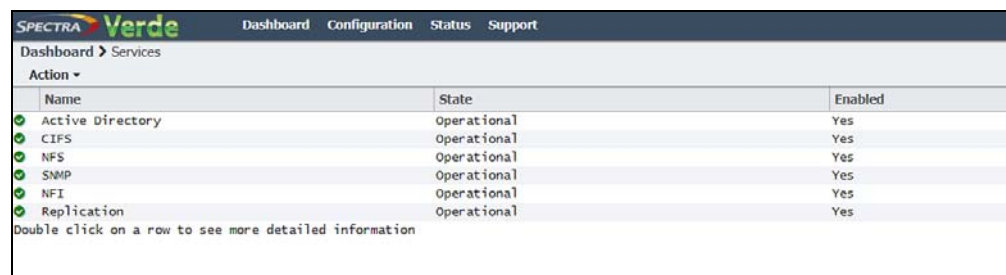 SPECTRA Verde Dashboard Configuration Status Support
Dashboard > Services
Action
Name State Enabled
Active Directory Operational Yes
CIFS Operational Yes
NFS Operational Yes
SNMP Operational Yes
NFI Operational Yes
Replication Operational Yes
Double click on a row to see more detailed information